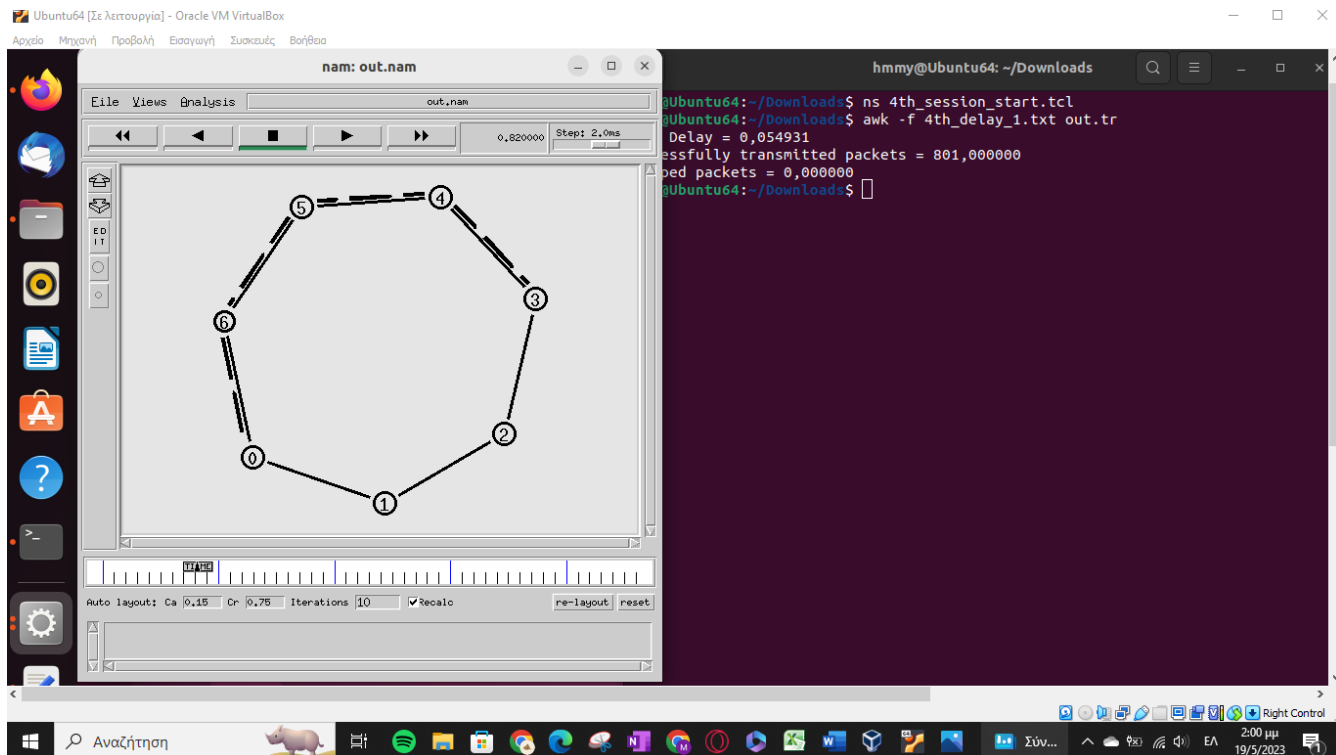 Ubuntu64 [Σε λειτουργία] - Oracle VM VirtualBox
Αρχείο Μηχανή Προβολή Εισαγωγή Συσκευές Βοήθεια
nam: out.nam
hmmy@Ubuntu64: ~/Downloads
File Views Analysis out.nam
0.820000 Step: 2.0ms
@Ubuntu64:~/Downloads$ ns 4th_session_start.tcl
@Ubuntu64:~/Downloads$ awk -f 4th_delay_1.txt out.tr
Delay = 0,054931
essfully transmitted packets = 801,000000
ped packets = 0,000000
@Ubuntu64:~/Downloads$
ED
IT
5
4
3
6
2
0
1
TIME
Auto layout: Ca 0.15 Cr 0.75 Iterations 10 Recalc re-layout reset
Right Control
Αναζήτηση
Σύν...
ΕΛ
2:00 μμ
19/5/2023